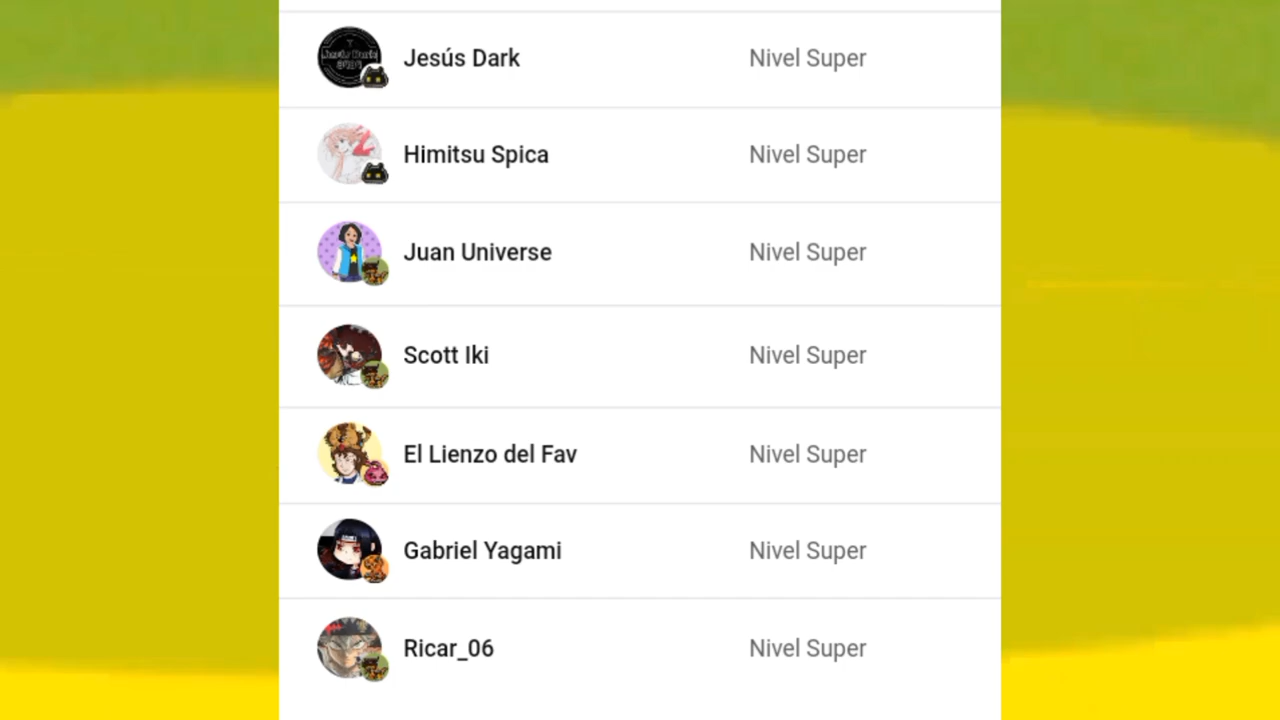 Jesús Dark Nivel Super
Himitsu Spica Nivel Super
Juan Universe Nivel Super
Scott Iki Nivel Super
El Lienzo del Fav Nivel Super
Gabriel Yagami Nivel Super
Ricar_06 Nivel Super